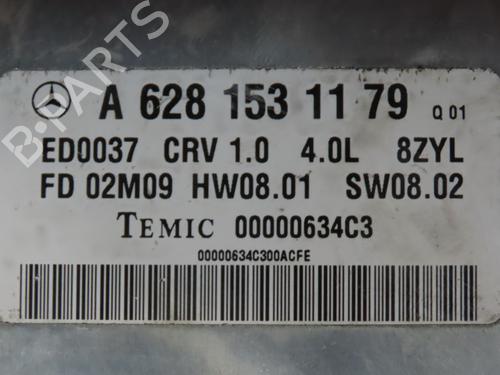 A 628 153 11 79 Q 01
ED0037 CRV 1.0 4.0L 8ZYL
FD 02M09 HW08.01 SW08.02
TEMIC 00000634C3
00000634C300ACFE
B-PARTS